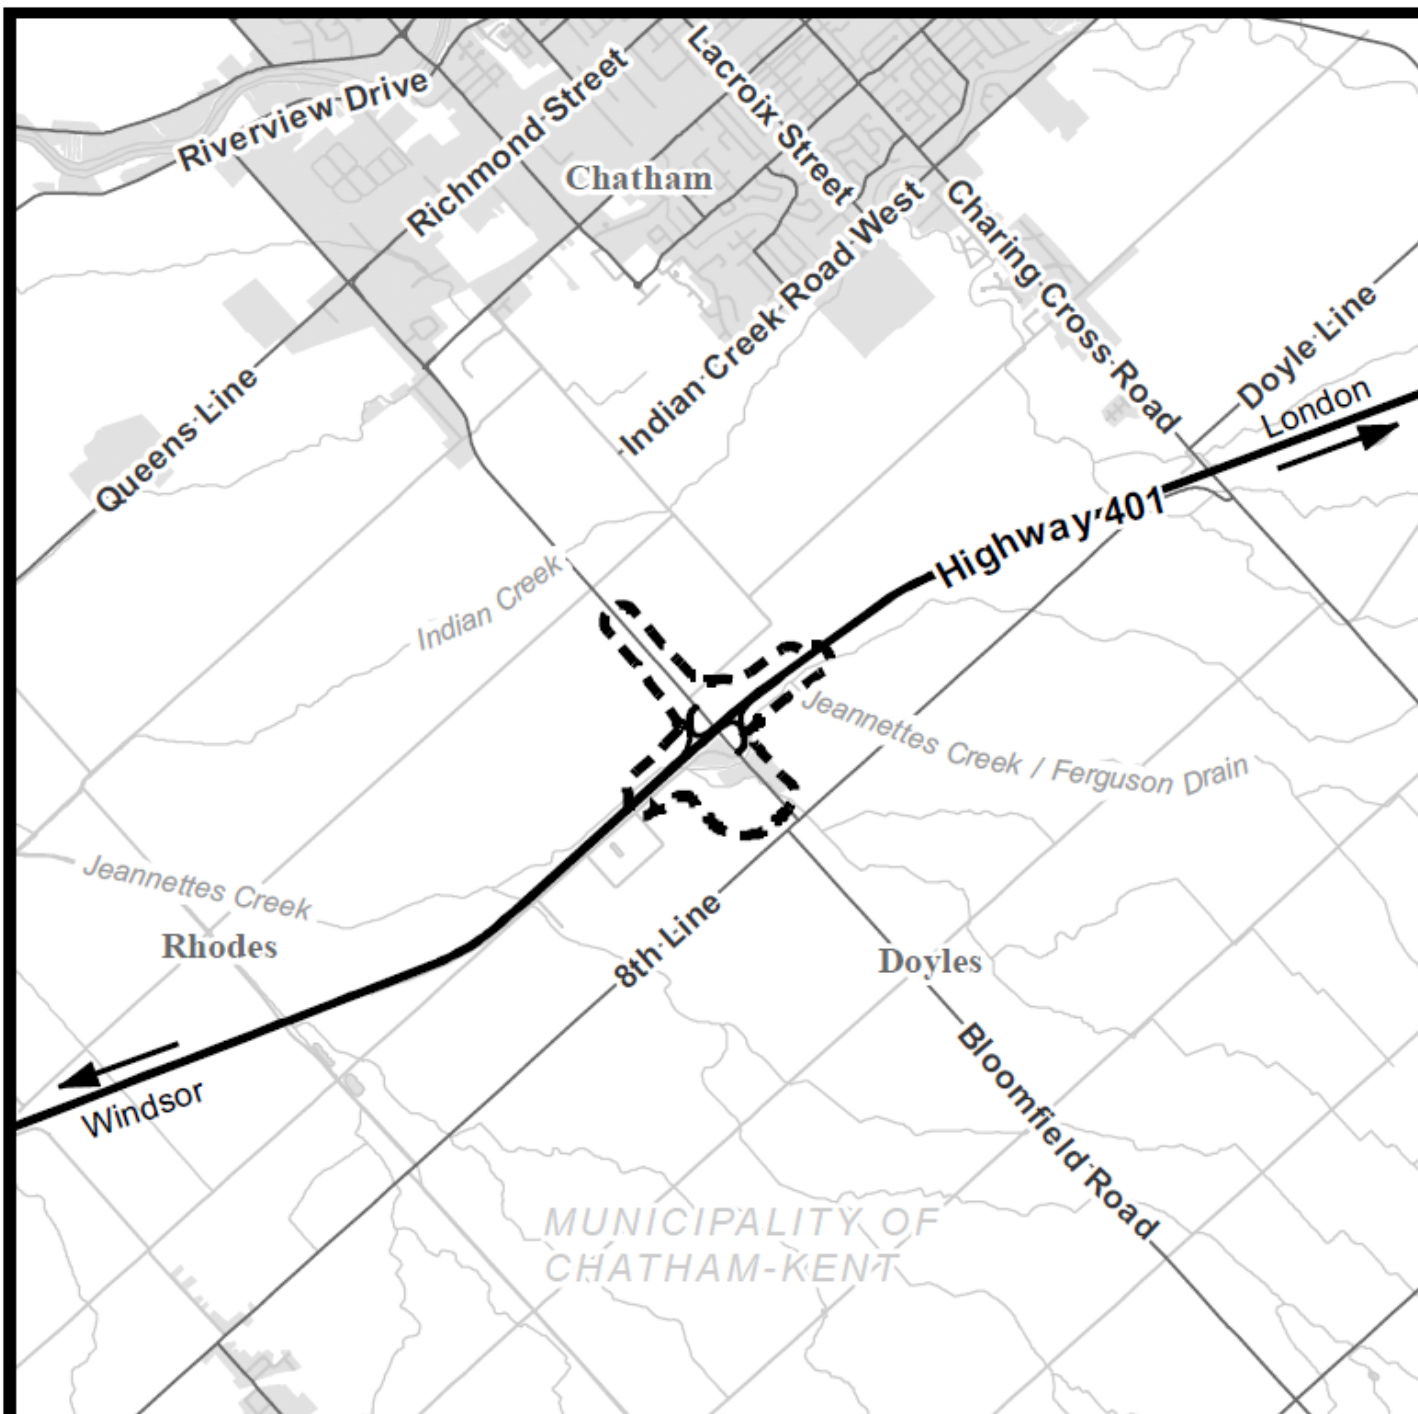 Lacroix Street
Riverview Drive
Richmond Street
Chatham
Charing Cross Road
Indian Creek Road West
Doyle Line
London
Queens Line
Highway 401
Indian Creek
Jeannettes Creek / Ferguson Drain
Jeannettes Creek
Rhodes
8th Line
Doyles
Windsor
Bloomfield Road
MUNICIPALITY OF
CHATHAM-KENT